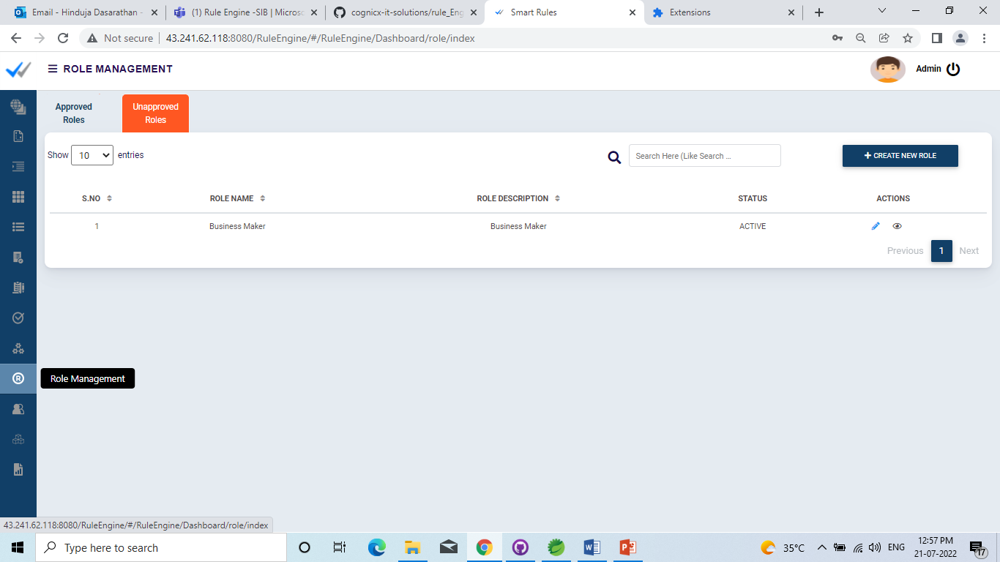 Email - Hinduja Dasarathan -
(1) Rule Engine -SIB | Microsc
cognicx-it-solutions/rule_Eng
Smart Rules
Extensions
Not secure
43.241.62.118:8080/RuleEngine/#/RuleEngine/Dashboard/role/index
ROLE MANAGEMENT
Admin
Approved
Roles
Unapproved
Roles
Show 10 entries
Search Here (Like Search ...
CREATE NEW ROLE
S.NO ROLE NAME ROLE DESCRIPTION STATUS ACTIONS
1 Business Maker Business Maker ACTIVE
Previous 1 Next
R
Role Management
43.241.62.118:8080/RuleEngine/#/RuleEngine/Dashboard/role/index
Type here to search
35°C
ENG
12:57 PM
21-07-2022
17